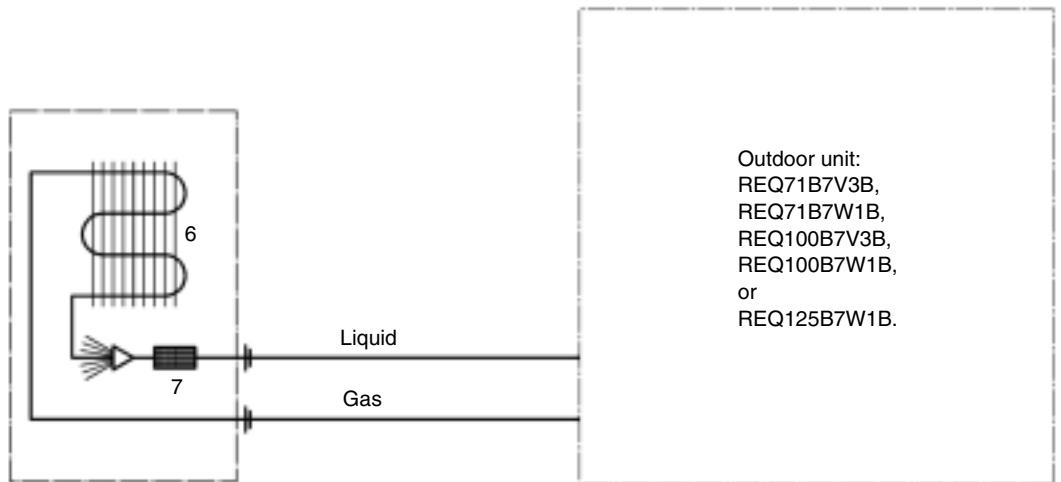 Outdoor unit:
REQ71B7V3B,
REQ71B7W1B,
REQ100B7V3B,
REQ100B7W1B,
or
REQ125B7W1B.
6
Liquid
7
Gas